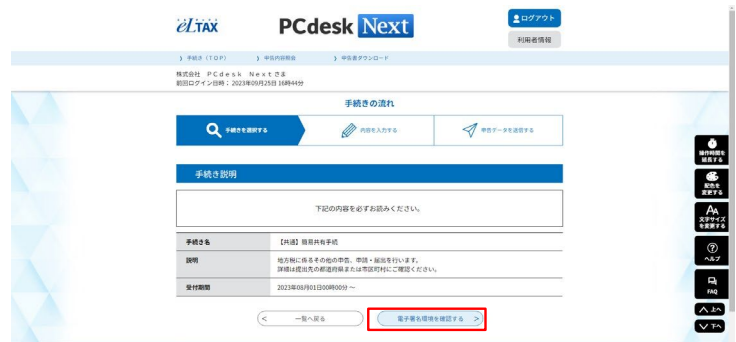 eLTAX
PCdesk Next
ログアウト
利用者情報
手続き(TOP)
申告内容照会
申告書ダウンロード
株式会社 PCdesk Nextさま
前回ログイン日時:2023年09月25日 16時44分
手続きの流れ
手続きを選択する
内容を入力する
申告データを送信する
手続き説明
下記の内容を必ずお読みください。
手続き名
【共通】簡易共有手続
説明
地方税に係るその他の申告、申請・届出を行います。
詳細は提出先の都道府県または市区町村にご確認ください。
受付期間
2023年08月01日00時00分 ~
< 一覧へ戻る
電子署名環境を確認する >
操作時間を
延長する
配色を
変更する
AA
文字サイズ
を変更する
?
ヘルプ
FAQ
上へ
下へ